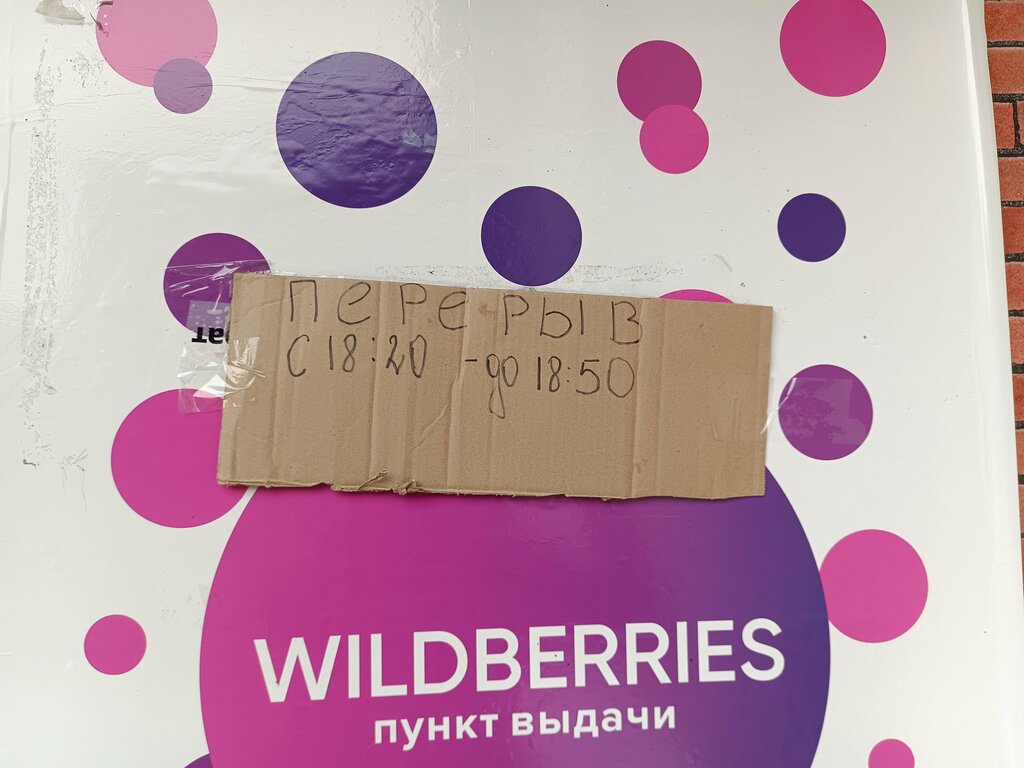 ПЕРЕРЫВ
С 18:20 - до 18:50
WILDBERRIES
пункт выдачи